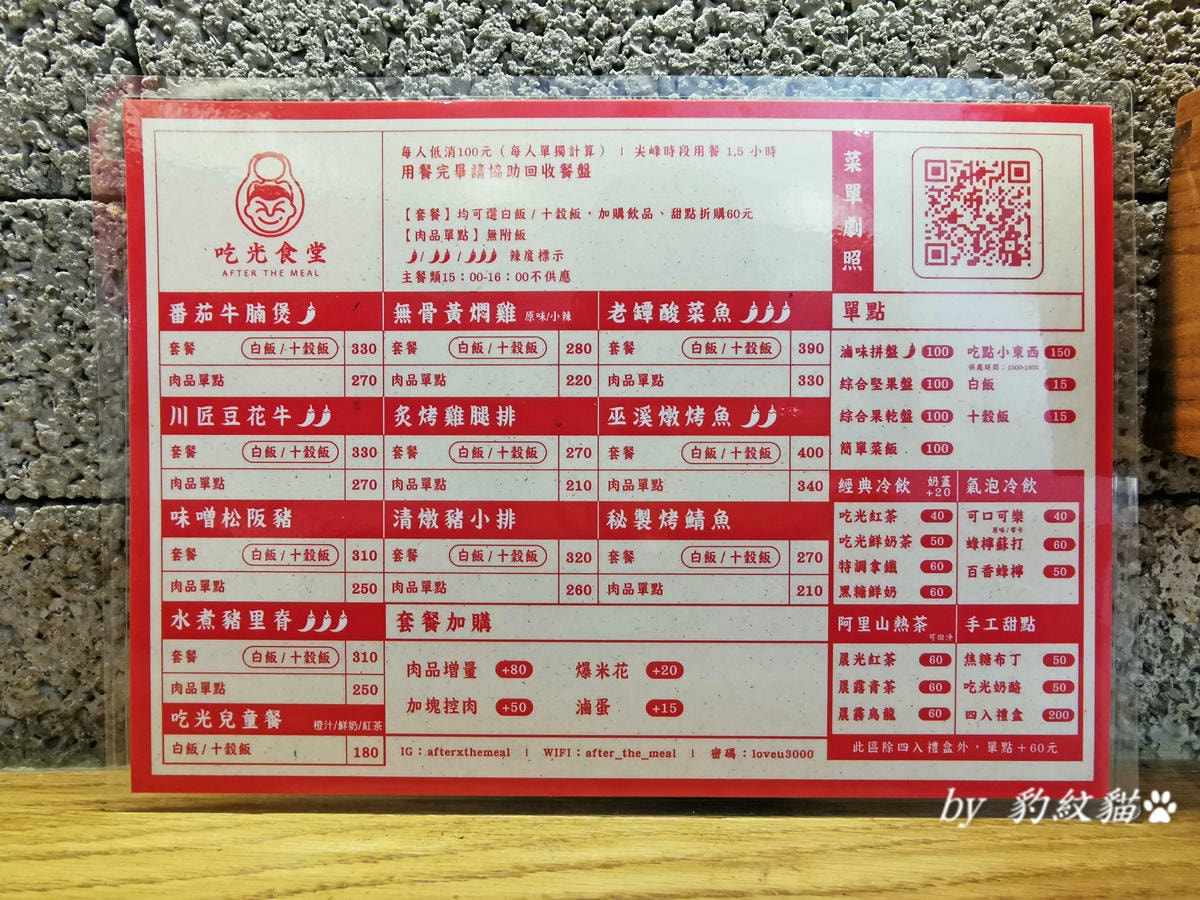 吃光食堂
AFTER THE MEAL
每人低消100元（每人單獨計算）｜尖峰時段用餐 1.5 小時
用餐完畢請協助回收餐盤
【套餐】均可選白飯/十穀飯，加購飲品、甜點折購60元
【肉品單點】無附飯
/ / 辣度標示
主餐類15：00-16：00不供應
菜單劇照
番茄牛腩煲
套餐 白飯/十穀飯 330
肉品單點 270
無骨黃燜雞 原味/小辣
套餐 白飯/十穀飯 280
肉品單點 220
老罈酸菜魚
套餐 白飯/十穀飯 390
肉品單點 330
川匠豆花牛
套餐 白飯/十穀飯 330
肉品單點 270
炙烤雞腿排
套餐 白飯/十穀飯 270
肉品單點 210
巫溪燉烤魚
套餐 白飯/十穀飯 400
肉品單點 340
味噌松阪豬
套餐 白飯/十穀飯 310
肉品單點 250
清燉豬小排
套餐 白飯/十穀飯 320
肉品單點 260
秘製烤鯖魚
套餐 白飯/十穀飯 270
肉品單點 210
水煮豬里脊
套餐 白飯/十穀飯 310
肉品單點 250
吃光兒童餐 橙汁/鮮奶/紅茶
白飯/十穀飯 180
套餐加購
肉品增量 +80 爆米花 +20
加塊控肉 +50 滷蛋 +15
IG：afterxthemeal ｜ WIFI：after_the_meal ｜ 密碼：loveu3000
單點
滷味拼盤 100 吃點小東西 150
供應時間：1500-1600
綜合堅果盤 100 白飯 15
綜合果乾盤 100 十穀飯 15
簡單菜飯 100
經典冷飲 奶蓋+20
吃光紅茶 40
吃光鮮奶茶 50
特調拿鐵 60
黑糖鮮奶 60
氣泡冷飲
可口可樂 40
原味/零卡
蜂檸蘇打 60
百香蜂檸 50
阿里山熱茶 可回沖
晨光紅茶 60
晨露青茶 60
晨霧烏龍 60
手工甜點
焦糖布丁 50
吃光奶酪 50
四入禮盒 200
此區除四入禮盒外，單點+60元
by 豹紋貓